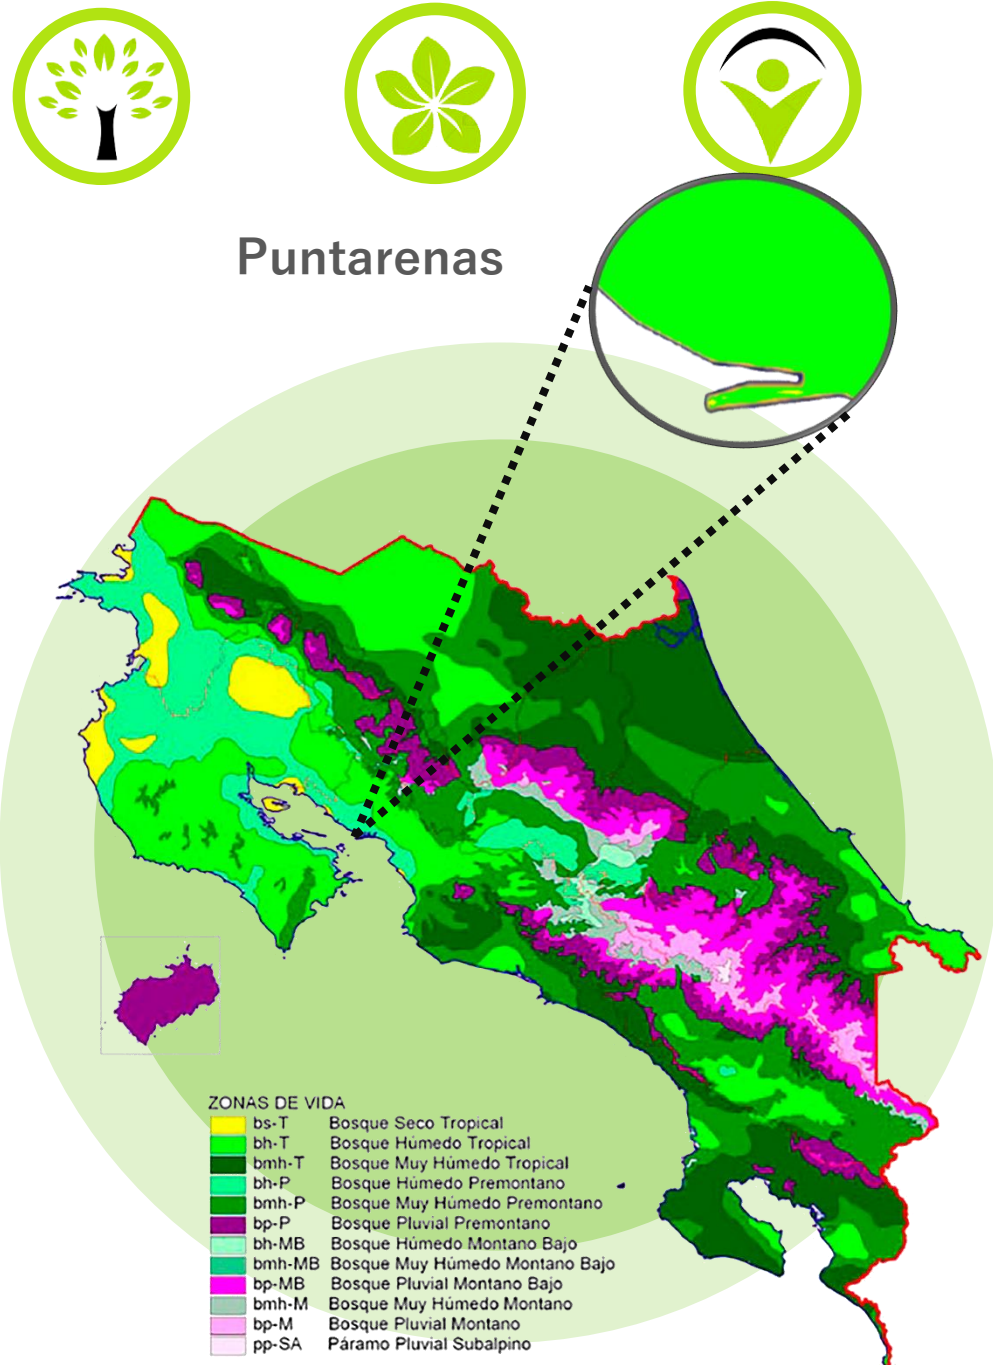 Puntarenas
ZONAS DE VIDA
bs-T Bosque Seco Tropical
bh-T Bosque Húmedo Tropical
bmh-T Bosque Muy Húmedo Tropical
bh-P Bosque Húmedo Premontano
bmh-P Bosque Muy Húmedo Premontano
bp-P Bosque Pluvial Premontano
bh-MB Bosque Húmedo Montano Bajo
bmh-MB Bosque Muy Húmedo Montano Bajo
bp-MB Bosque Pluvial Montano Bajo
bmh-M Bosque Muy Húmedo Montano
bp-M Bosque Pluvial Montano
pp-SA Páramo Pluvial Subalpino